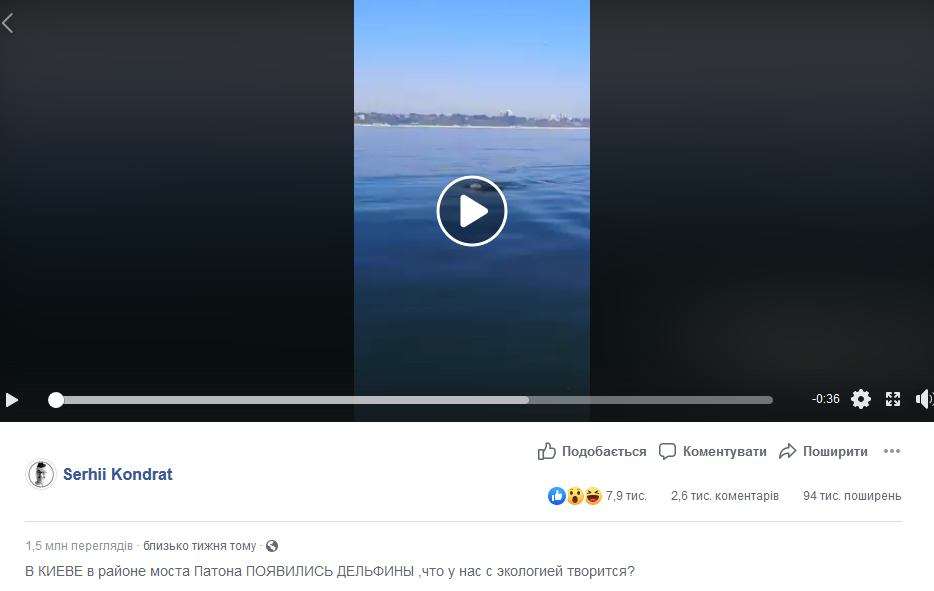 -0:36
Подобається Коментувати Поширити
Serhii Kondrat
7,9 тис. 2,6 тис. коментарів 94 тис. поширень
1,5 млн переглядів · близько тижня тому ·
В КИЕВЕ в районе моста Патона ПОЯВИЛИСЬ ДЕЛЬФИНЫ ,что у нас с экологией творится?